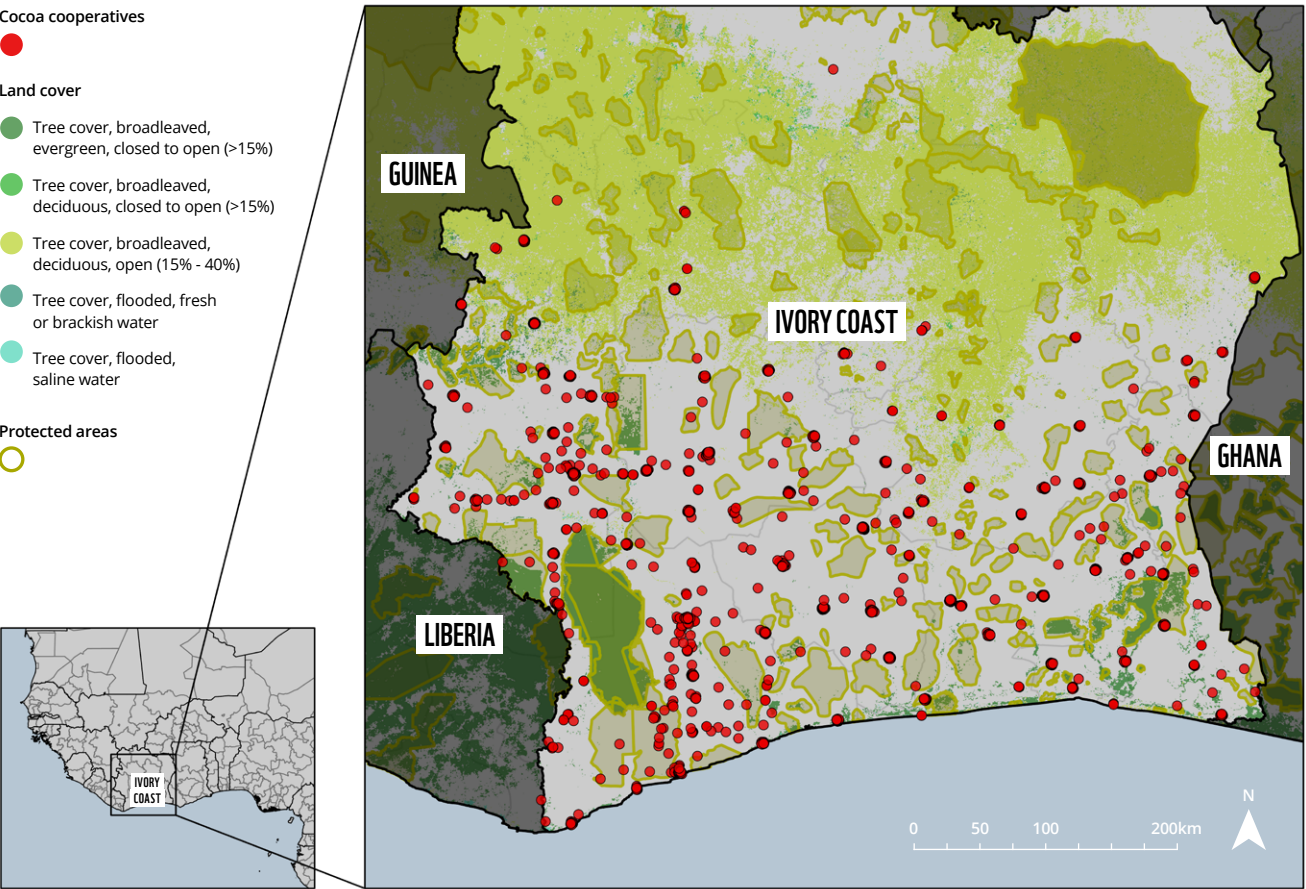 Cocoa cooperatives
Land cover
Tree cover, broadleaved,
evergreen, closed to open (>15%)
Tree cover, broadleaved,
deciduous, closed to open (>15%)
Tree cover, broadleaved,
deciduous, open (15% - 40%)
Tree cover, flooded, fresh
or brackish water
Tree cover, flooded,
saline water
Protected areas
GUINEA
IVORY COAST
GHANA
LIBERIA
IVORY
COAST
N
0 50 100 200km